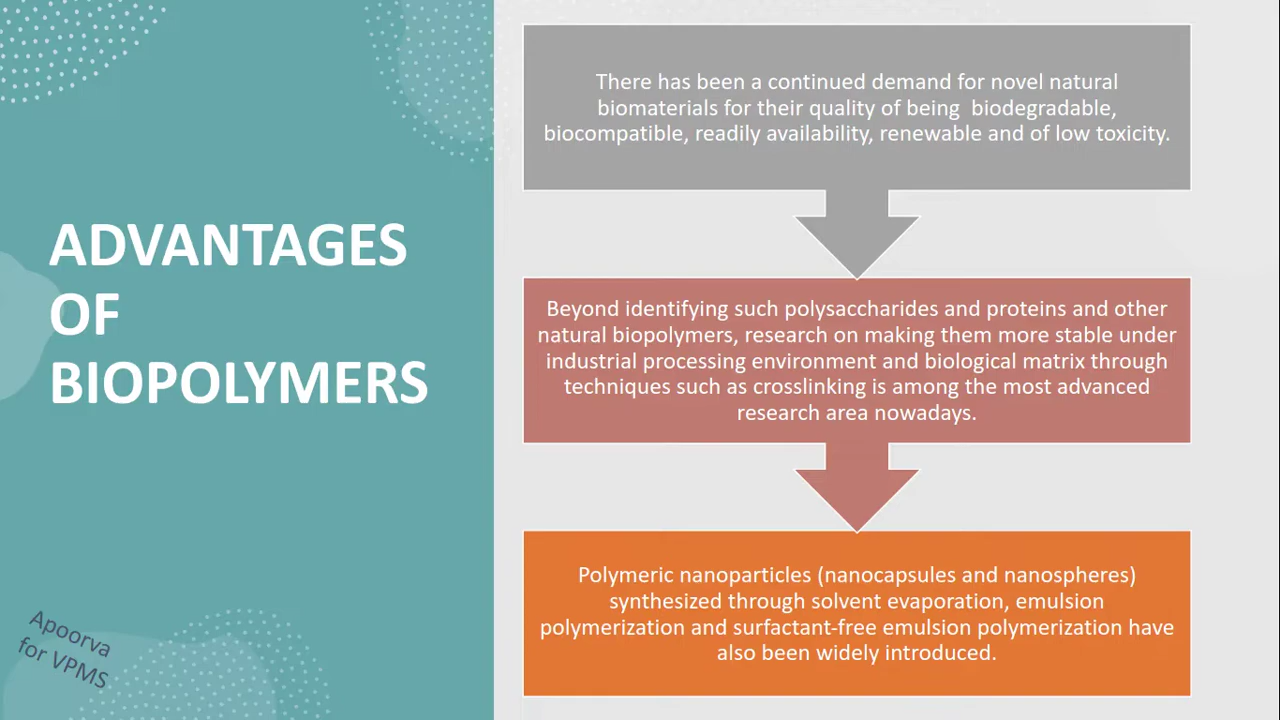 ADVANTAGES
OF
BIOPOLYMERS
Apoorva
for VPMS
There has been a continued demand for novel natural
biomaterials for their quality of being  biodegradable,
biocompatible, readily availability, renewable and of low toxicity.
Beyond identifying such polysaccharides and proteins and other
natural biopolymers, research on making them more stable under
industrial processing environment and biological matrix through
techniques such as crosslinking is among the most advanced
research area nowadays.
Polymeric nanoparticles (nanocapsules and nanospheres)
synthesized through solvent evaporation, emulsion
polymerization and surfactant-free emulsion polymerization have
also been widely introduced.